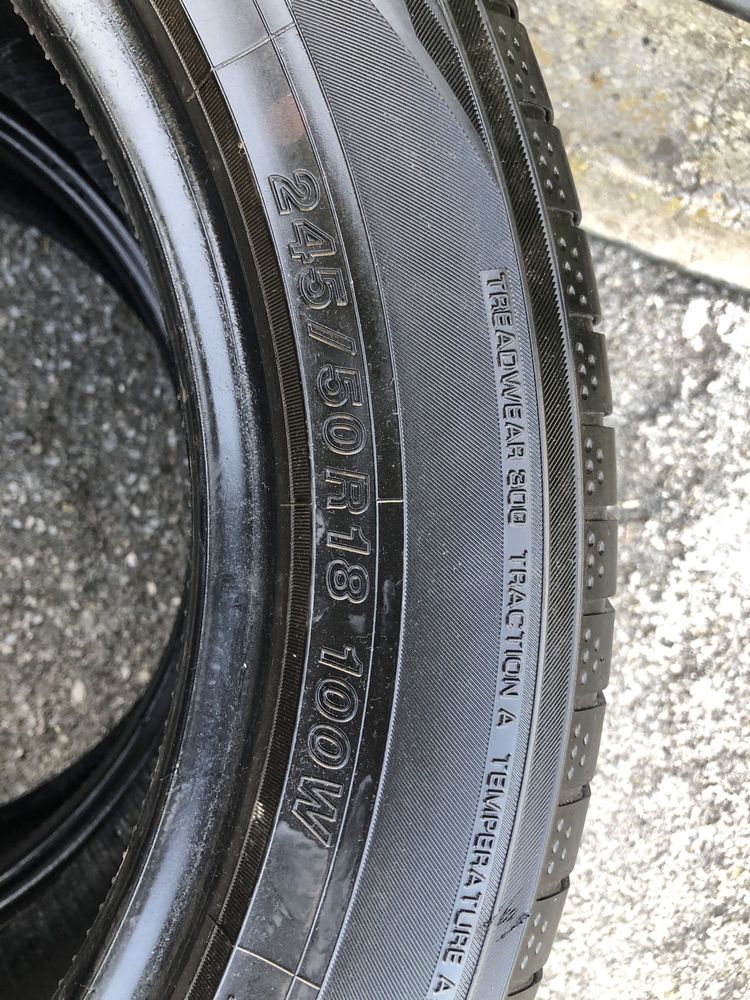 245/50R18 100W
TREADWEAR 300 TRACTION A TEMPERATURE A